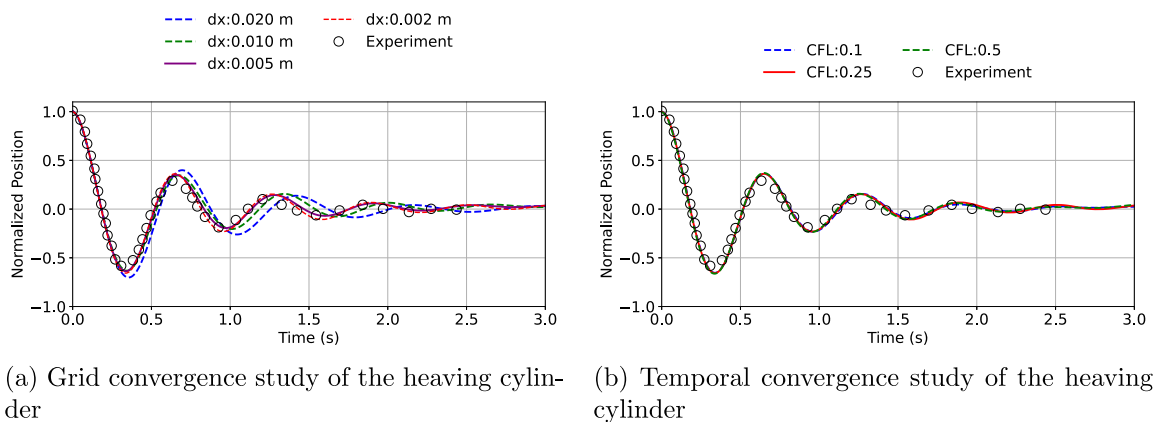 dx:0.020 m
dx:0.002 m
dx:0.010 m
Experiment
dx:0.005 m
Normalized Position
1.0
0.5
0.0
−0.5
−1.0
0.0 0.5 1.0 1.5 2.0 2.5 3.0
Time (s)
(a) Grid convergence study of the heaving cylin-
der
CFL:0.1
CFL:0.5
CFL:0.25
Experiment
Normalized Position
1.0
0.5
0.0
−0.5
−1.0
0.0 0.5 1.0 1.5 2.0 2.5 3.0
Time (s)
(b) Temporal convergence study of the heaving
cylinder